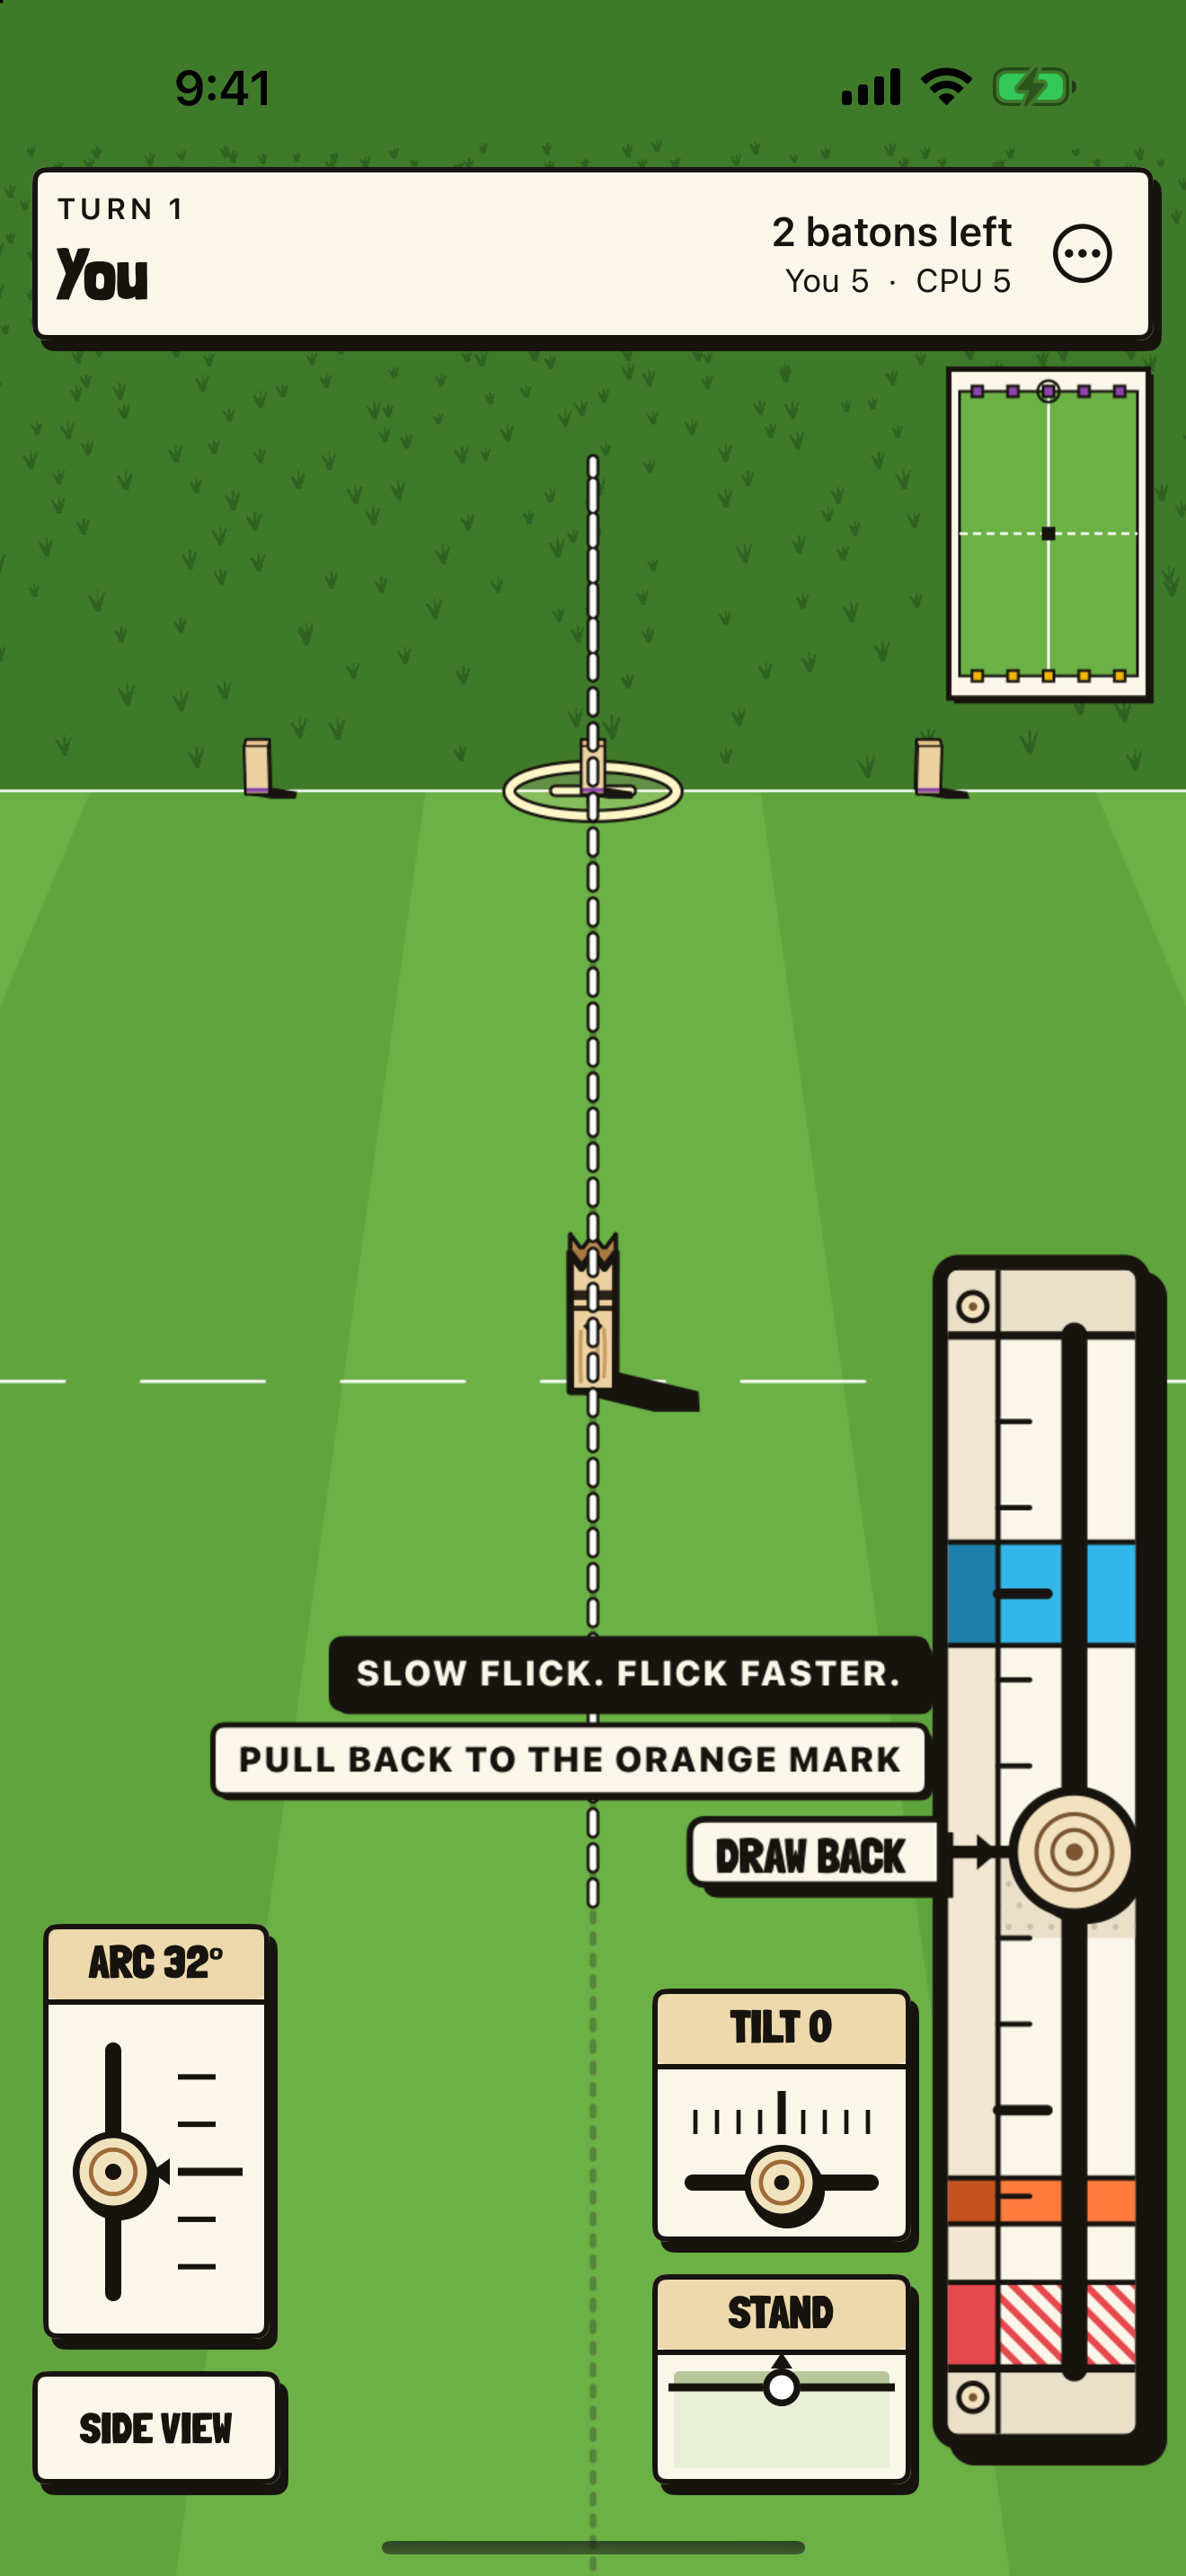 9:41
TURN 1
You
2 batons left
You 5 · CPU 5
SLOW FLICK. FLICK FASTER.
PULL BACK TO THE ORANGE MARK
DRAW BACK
ARC 32°
TILT 0
STAND
SIDE VIEW